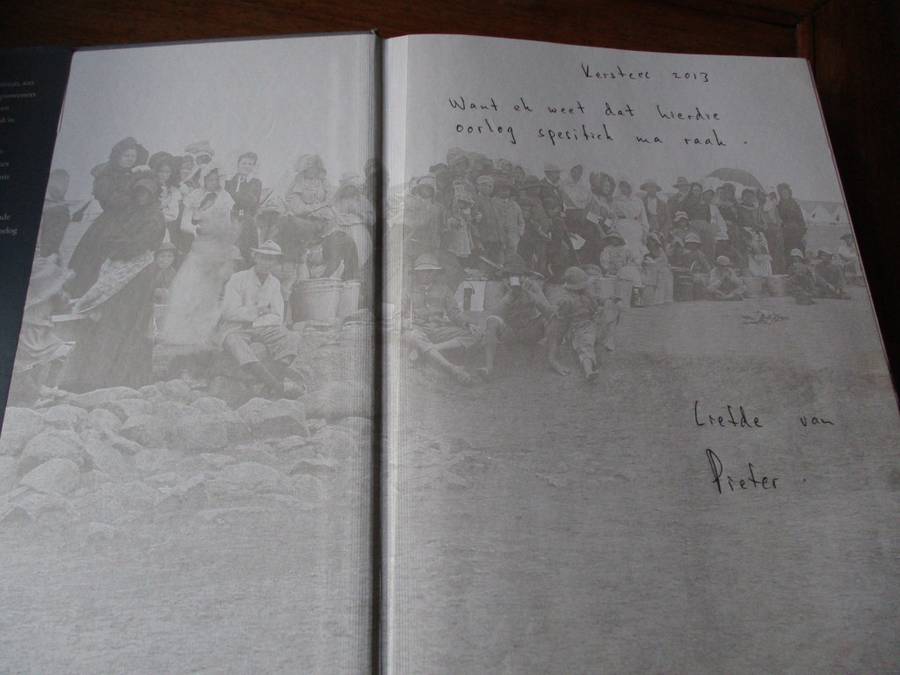 Kersfees 2013
Want ek weet dat hierdie
oorlog spesifiek ma raak.
Liefde van
Pieter.